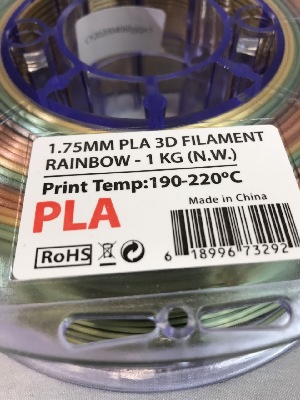 1.75MM PLA 3D FILAMENT
RAINBOW - 1 KG (N.W.)
Print Temp:190-220ºC
PLA
Made in China
RoHS
6 18996 73292